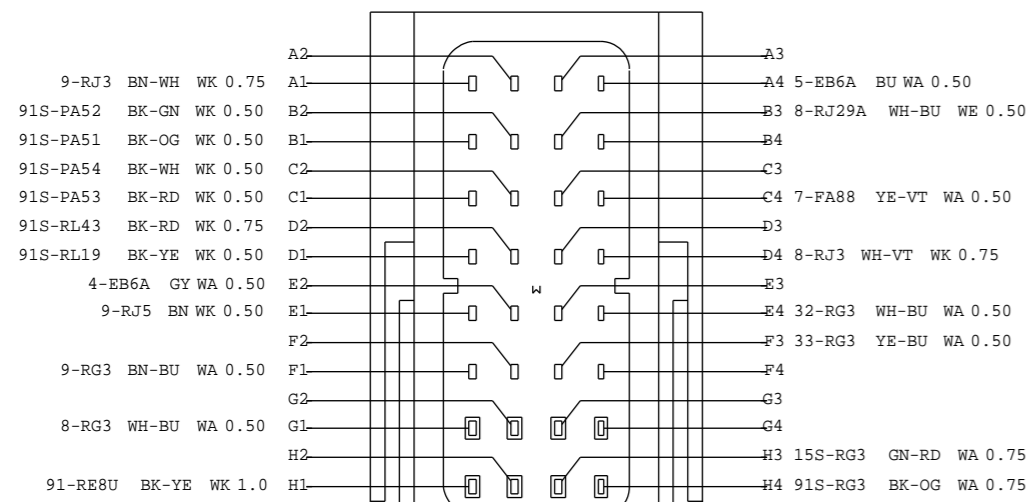 A2 A3
9-RJ3 BN-WH WK 0.75 A1 A4 5-EB6A BU WA 0.50
91S-PA52 BK-GN WK 0.50 B2 B3 8-RJ29A WH-BU WE 0.50
91S-PA51 BK-OG WK 0.50 B1 B4
91S-PA54 BK-WH WK 0.50 C2 C3
91S-PA53 BK-RD WK 0.50 C1 C4 7-FA88 YE-VT WA 0.50
91S-RL43 BK-RD WK 0.75 D2 D3
91S-RL19 BK-YE WK 0.50 D1 D4 8-RJ3 WH-VT WK 0.75
4-EB6A GY WA 0.50 E2 W E3
9-RJ5 BN WK 0.50 E1 E4 32-RG3 WH-BU WA 0.50
F2 F3 33-RG3 YE-BU WA 0.50
9-RG3 BN-BU WA 0.50 F1 F4
G2 G3
8-RG3 WH-BU WA 0.50 G1 G4
H2 H3 15S-RG3 GN-RD WA 0.75
91-RE8U BK-YE WK 1.0 H1 H4 91S-RG3 BK-OG WA 0.75